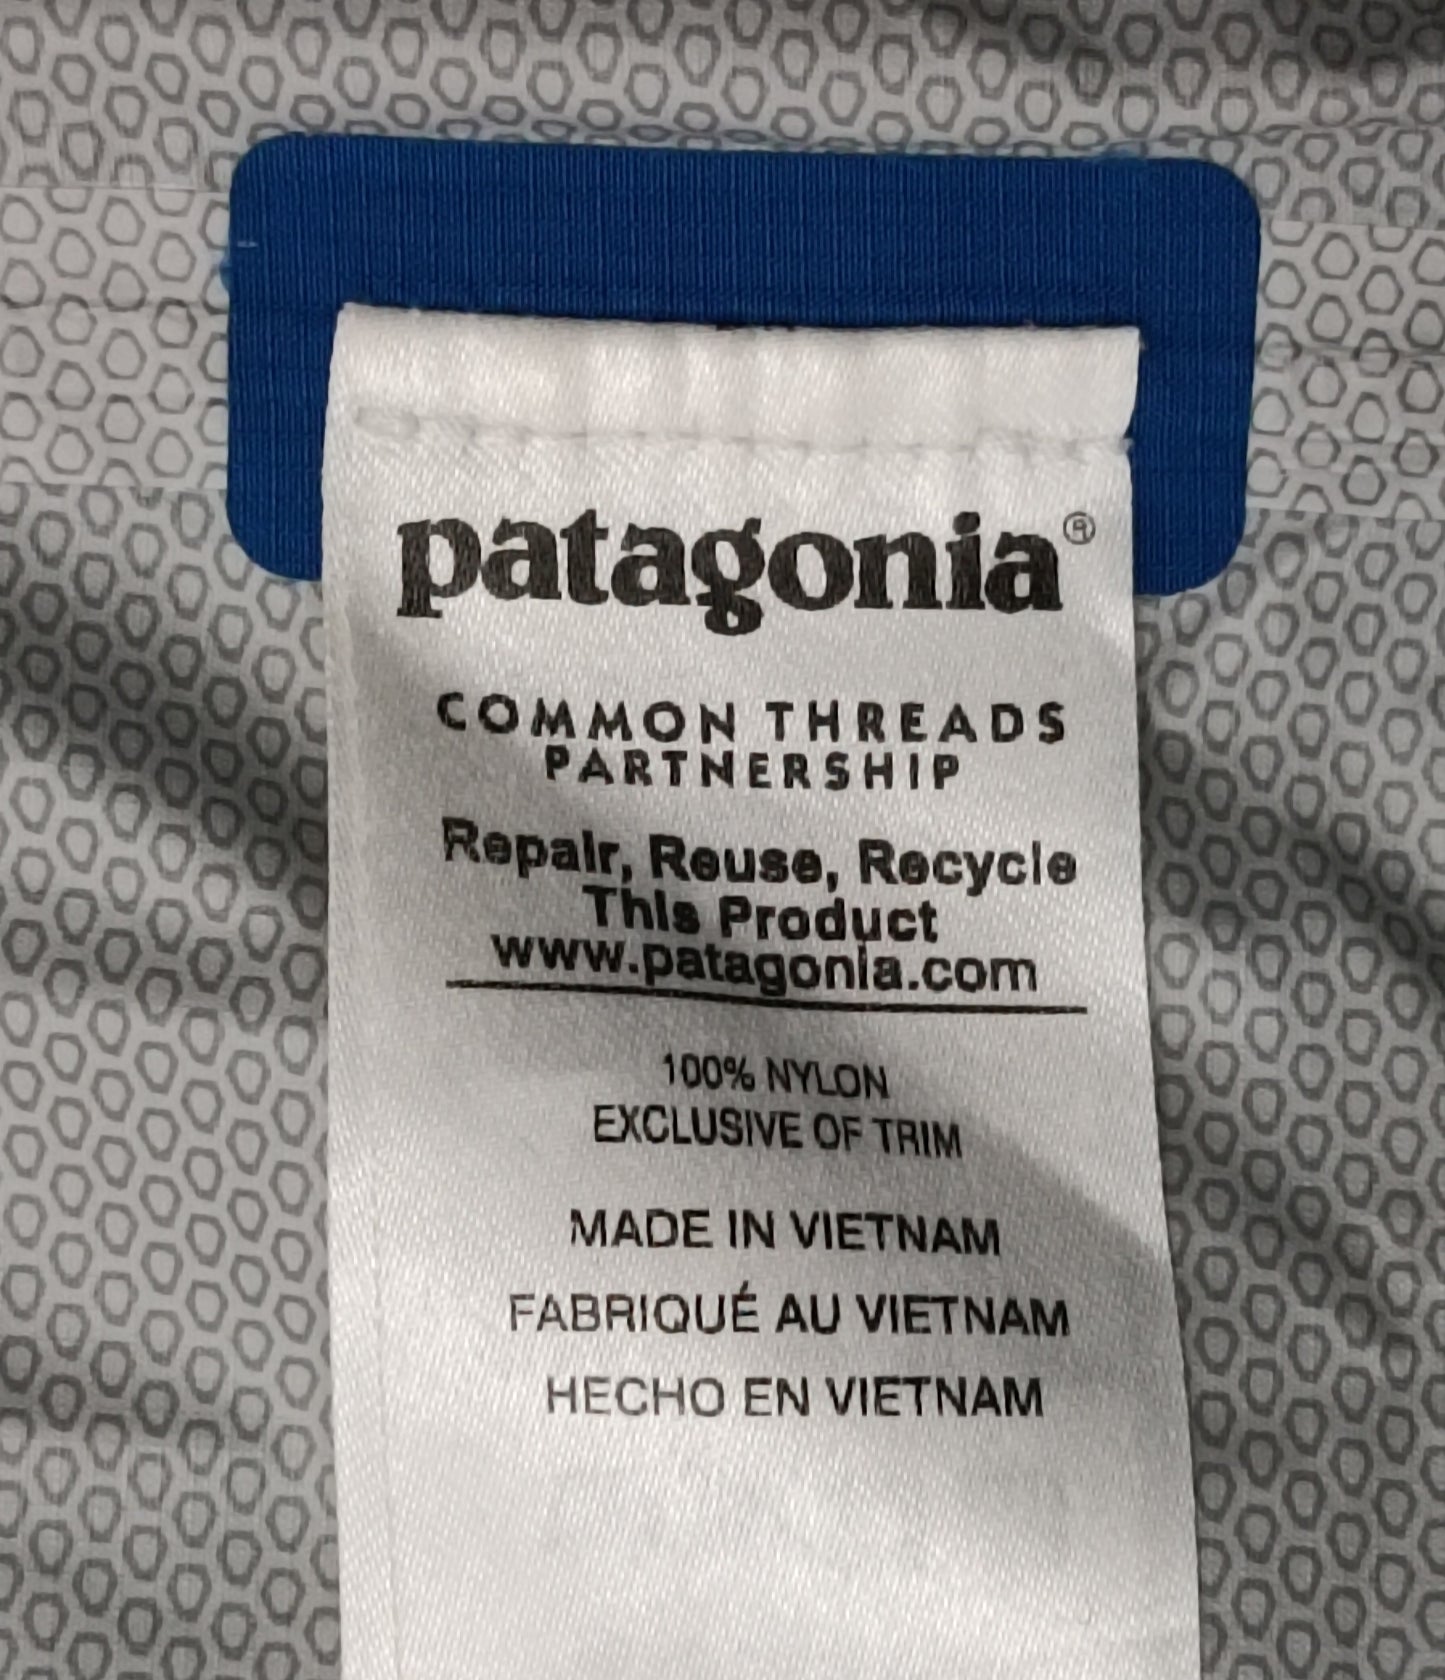 patagonia®
COMMON THREADS
PARTNERSHIP
Repair, Reuse, Recycle
This Product
www.patagonia.com
100% NYLON
EXCLUSIVE OF TRIM
MADE IN VIETNAM
FABRIQUÉ AU VIETNAM
HECHO EN VIETNAM